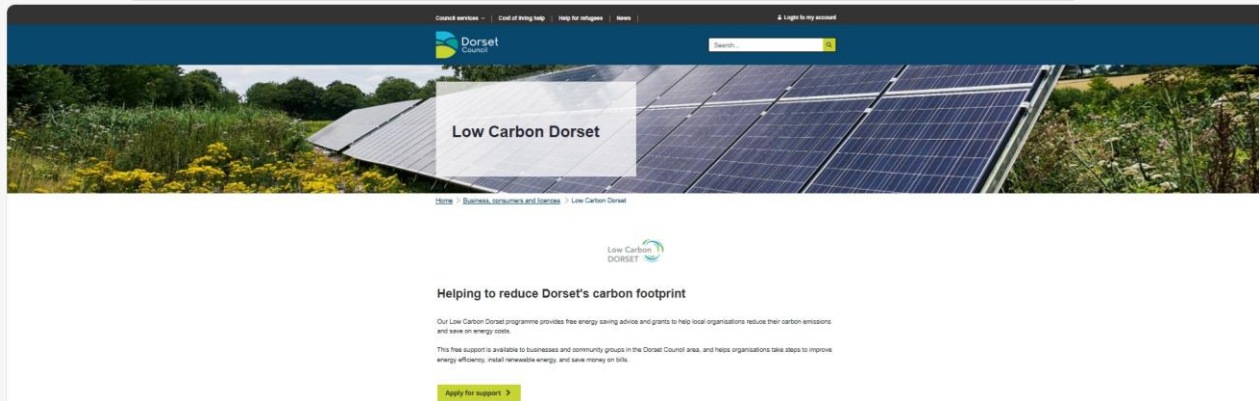 Council services | Cost of living help | Help for refugees | News | Login to my account
Dorset
Council
Search...
Low Carbon Dorset
Home > Business, consumers and licences > Low Carbon Dorset
Low Carbon
DORSET
Helping to reduce Dorset's carbon footprint
Our Low Carbon Dorset programme provides free energy saving advice and grants to help local organisations reduce their carbon emissions
and save on energy costs.
This free support is available to businesses and community groups in the Dorset Council area, and helps organisations take steps to improve
energy efficiency, install renewable energy, and save money on bills.
Apply for support >